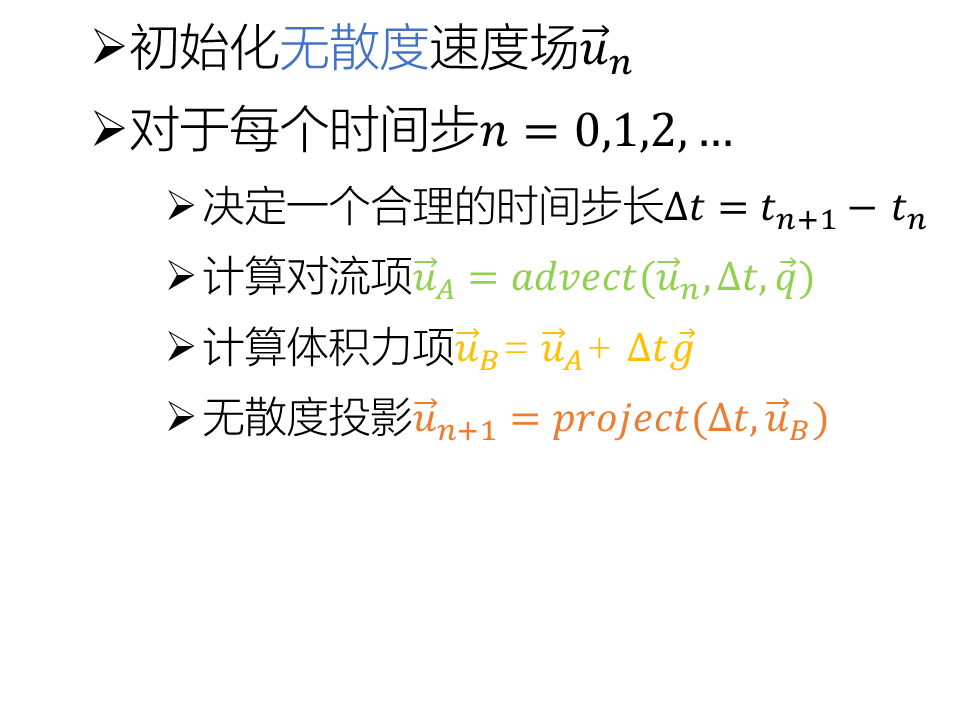 ➢初始化无散度速度场$\vec{u}_n$
➢对于每个时间步$n = 0,1,2, …$
➢决定一个合理的时间步长$\Delta t = t_{n+1} - t_n$
➢计算对流项$\vec{u}_A = advect(\vec{u}_n, \Delta t, \vec{q})$
➢计算体积力项$\vec{u}_B = \vec{u}_A + \Delta t\vec{g}$
➢无散度投影$\vec{u}_{n+1} = project(\Delta t, \vec{u}_B)$